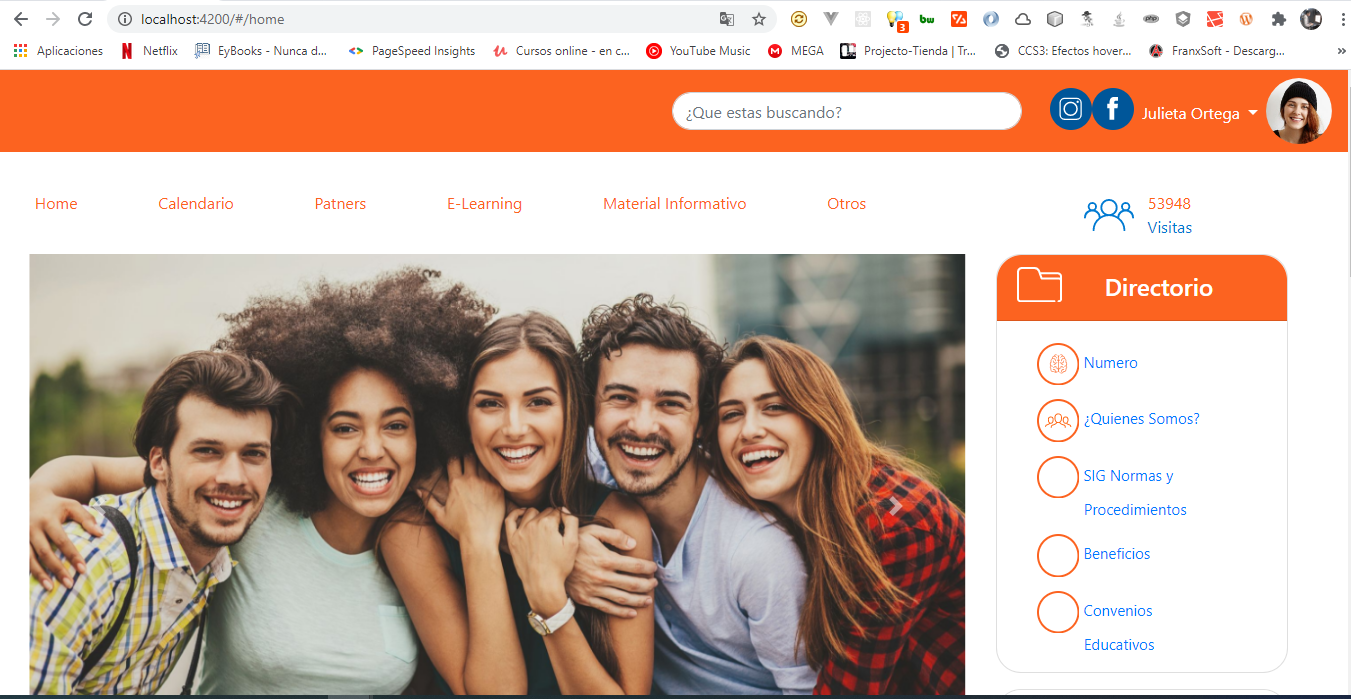 localhost:4200/#/home
3
Aplicaciones
Netflix
EyBooks - Nunca d...
PageSpeed Insights
Cursos online - en c...
YouTube Music
MEGA
Projecto-Tienda | Tr...
CCS3: Efectos hover...
FranxSoft - Descarg...
»
¿Que estas buscando?
Julieta Ortega
Home
Calendario
Patners
E-Learning
Material Informativo
Otros
53948
Visitas
Directorio
Numero
¿Quienes Somos?
SIG Normas y
Procedimientos
Beneficios
Convenios
Educativos